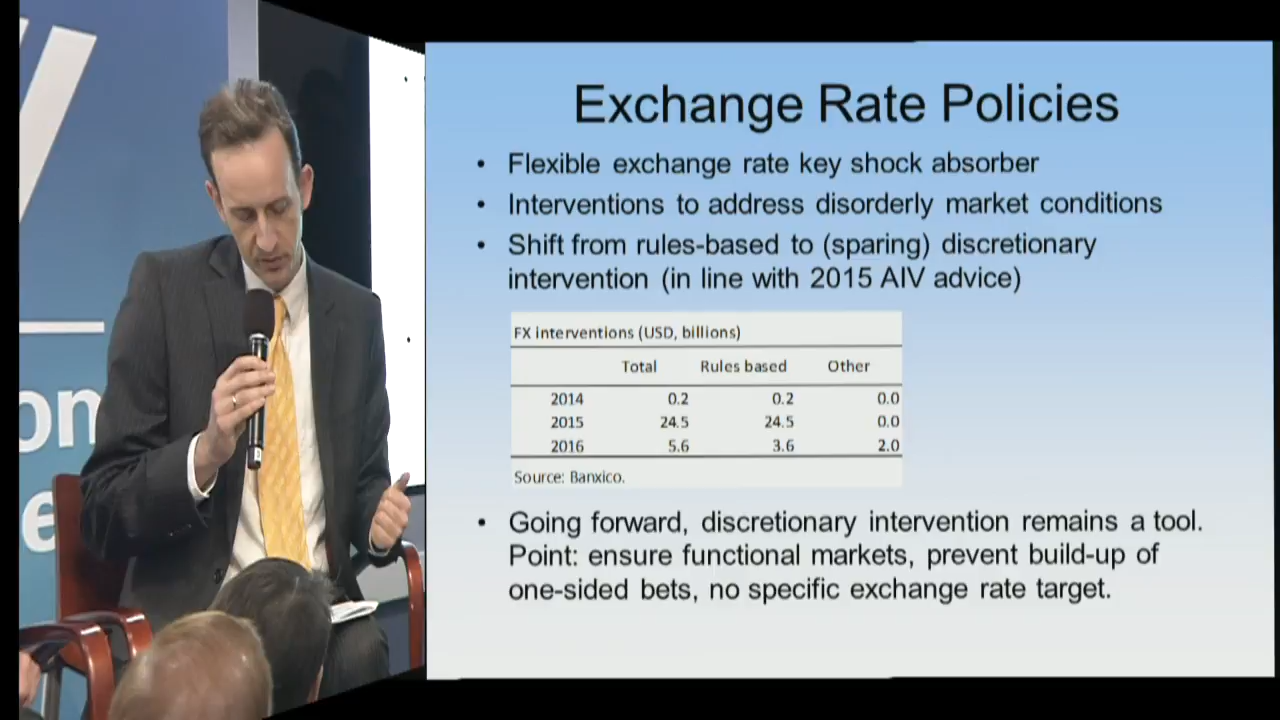 Exchange Rate Policies
• Flexible exchange rate key shock absorber
• Interventions to address disorderly market conditions
• Shift from rules-based to (sparing) discretionary
intervention (in line with 2015 AIV advice)
FX interventions (USD, billions)
Total Rules based Other
2014 0.2 0.2 0.0
2015 24.5 24.5 0.0
2016 5.6 3.6 2.0
Source: Banxico.
• Going forward, discretionary intervention remains a tool.
Point: ensure functional markets, prevent build-up of
one-sided bets, no specific exchange rate target.